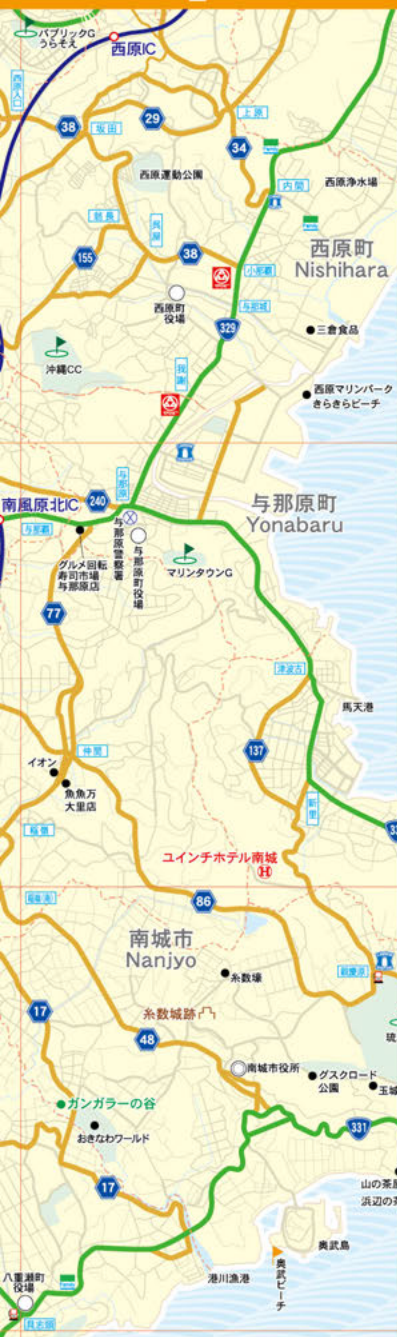 パブリックG
うらそえ
西原IC
西原入口
38
坂田
29
上原
34
西原運動公園
内間
西原浄水場
翁長
呉屋
155
38
小那覇
西原町
Nishihara
西原町
役場
与那城
329
三倉食品
沖縄CC
我謝
西原マリンパーク
きらきらビーチ
与那原
240
南風原北IC
与那覇
与那原町
Yonabaru
グルメ回転
寿司市場
与那原店
与那原警察署
与那原町役場
マリンタウンG
77
津波古
馬天港
137
仲間
イオン
魚魚万
大里店
新里
稲嶺
ユインチホテル南城
86
南城市
Nanjyo
糸数壕
親慶原
17
糸数城跡
48
南城市役所
グスクロード
公園
玉城
琉
ガンガラーの谷
おきなわワールド
331
17
山の茶屋
浜辺の茶
奥武島
奥武ビーチ
港川漁港
八重瀬町
役場
具志頭